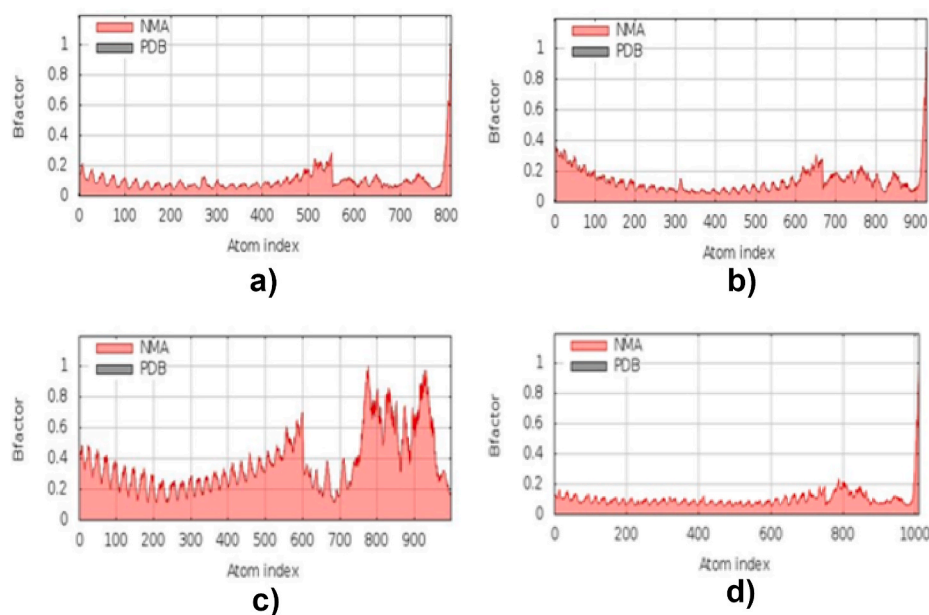 NMA
PDB
Bfactor
1
0.8
0.6
0.4
0.2
0
0 100 200 300 400 500 600 700 800
Atom index
a)
NMA
PDB
Bfactor
1
0.8
0.6
0.4
0.2
0
0 100 200 300 400 500 600 700 800 900
Atom index
b)
NMA
PDB
Bfactor
1
0.8
0.6
0.4
0.2
0
0 100 200 300 400 500 600 700 800 900
Atom index
c)
NMA
PDB
Bfactor
1
0.8
0.6
0.4
0.2
0
0 200 400 600 800 1000
Atom index
d)